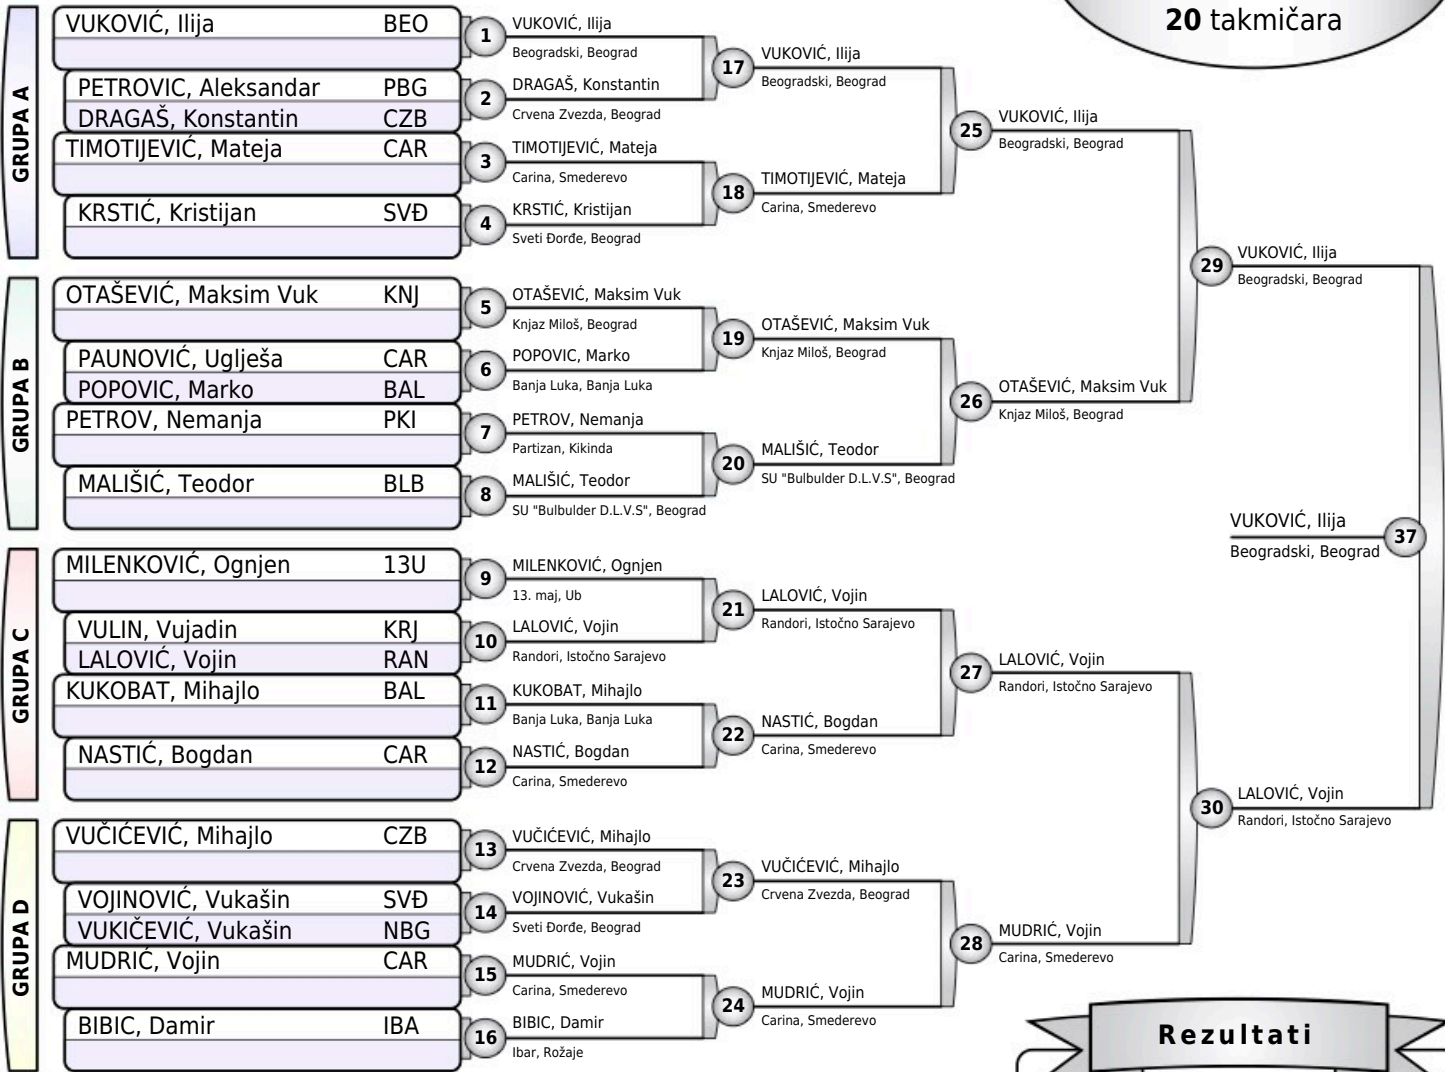 20 takmičara
GRUPA A
VUKOVIĆ, Ilija BEO
PETROVIC, Aleksandar PBG
DRAGAŠ, Konstantin CZB
TIMOTIJEVIĆ, Mateja CAR
KRSTIĆ, Kristijan SVĐ
GRUPA B
OTAŠEVIĆ, Maksim Vuk KNJ
PAUNOVIĆ, Uglješa CAR
POPOVIC, Marko BAL
PETROV, Nemanja PKI
MALIŠIĆ, Teodor BLB
GRUPA C
MILENKOVIĆ, Ognjen 13U
VULIN, Vujadin KRJ
LALOVIĆ, Vojin RAN
KUKOBAT, Mihajlo BAL
NASTIĆ, Bogdan CAR
GRUPA D
VUČIĆEVIĆ, Mihajlo CZB
VOJINOVIĆ, Vukašin SVĐ
VUKIČEVIĆ, Vukašin NBG
MUDRIĆ, Vojin CAR
BIBIC, Damir IBA
1 VUKOVIĆ, Ilija
Beogradski, Beograd
2 DRAGAŠ, Konstantin
Crvena Zvezda, Beograd
3 TIMOTIJEVIĆ, Mateja
Carina, Smederevo
4 KRSTIĆ, Kristijan
Sveti Đorđe, Beograd
5 OTAŠEVIĆ, Maksim Vuk
Knjaz Miloš, Beograd
6 POPOVIC, Marko
Banja Luka, Banja Luka
7 PETROV, Nemanja
Partizan, Kikinda
8 MALIŠIĆ, Teodor
SU "Bulbulder D.L.V.S", Beograd
9 MILENKOVIĆ, Ognjen
13. maj, Ub
10 LALOVIĆ, Vojin
Randori, Istočno Sarajevo
11 KUKOBAT, Mihajlo
Banja Luka, Banja Luka
12 NASTIĆ, Bogdan
Carina, Smederevo
13 VUČIĆEVIĆ, Mihajlo
Crvena Zvezda, Beograd
14 VOJINOVIĆ, Vukašin
Sveti Đorđe, Beograd
15 MUDRIĆ, Vojin
Carina, Smederevo
16 BIBIC, Damir
Ibar, Rožaje
17 VUKOVIĆ, Ilija
Beogradski, Beograd
18 TIMOTIJEVIĆ, Mateja
Carina, Smederevo
19 OTAŠEVIĆ, Maksim Vuk
Knjaz Miloš, Beograd
20 MALIŠIĆ, Teodor
SU "Bulbulder D.L.V.S", Beograd
21 LALOVIĆ, Vojin
Randori, Istočno Sarajevo
22 NASTIĆ, Bogdan
Carina, Smederevo
23 VUČIĆEVIĆ, Mihajlo
Crvena Zvezda, Beograd
24 MUDRIĆ, Vojin
Carina, Smederevo
25 VUKOVIĆ, Ilija
Beogradski, Beograd
26 OTAŠEVIĆ, Maksim Vuk
Knjaz Miloš, Beograd
27 LALOVIĆ, Vojin
Randori, Istočno Sarajevo
28 MUDRIĆ, Vojin
Carina, Smederevo
29 VUKOVIĆ, Ilija
Beogradski, Beograd
30 LALOVIĆ, Vojin
Randori, Istočno Sarajevo
VUKOVIĆ, Ilija 37
Beogradski, Beograd
Rezultati